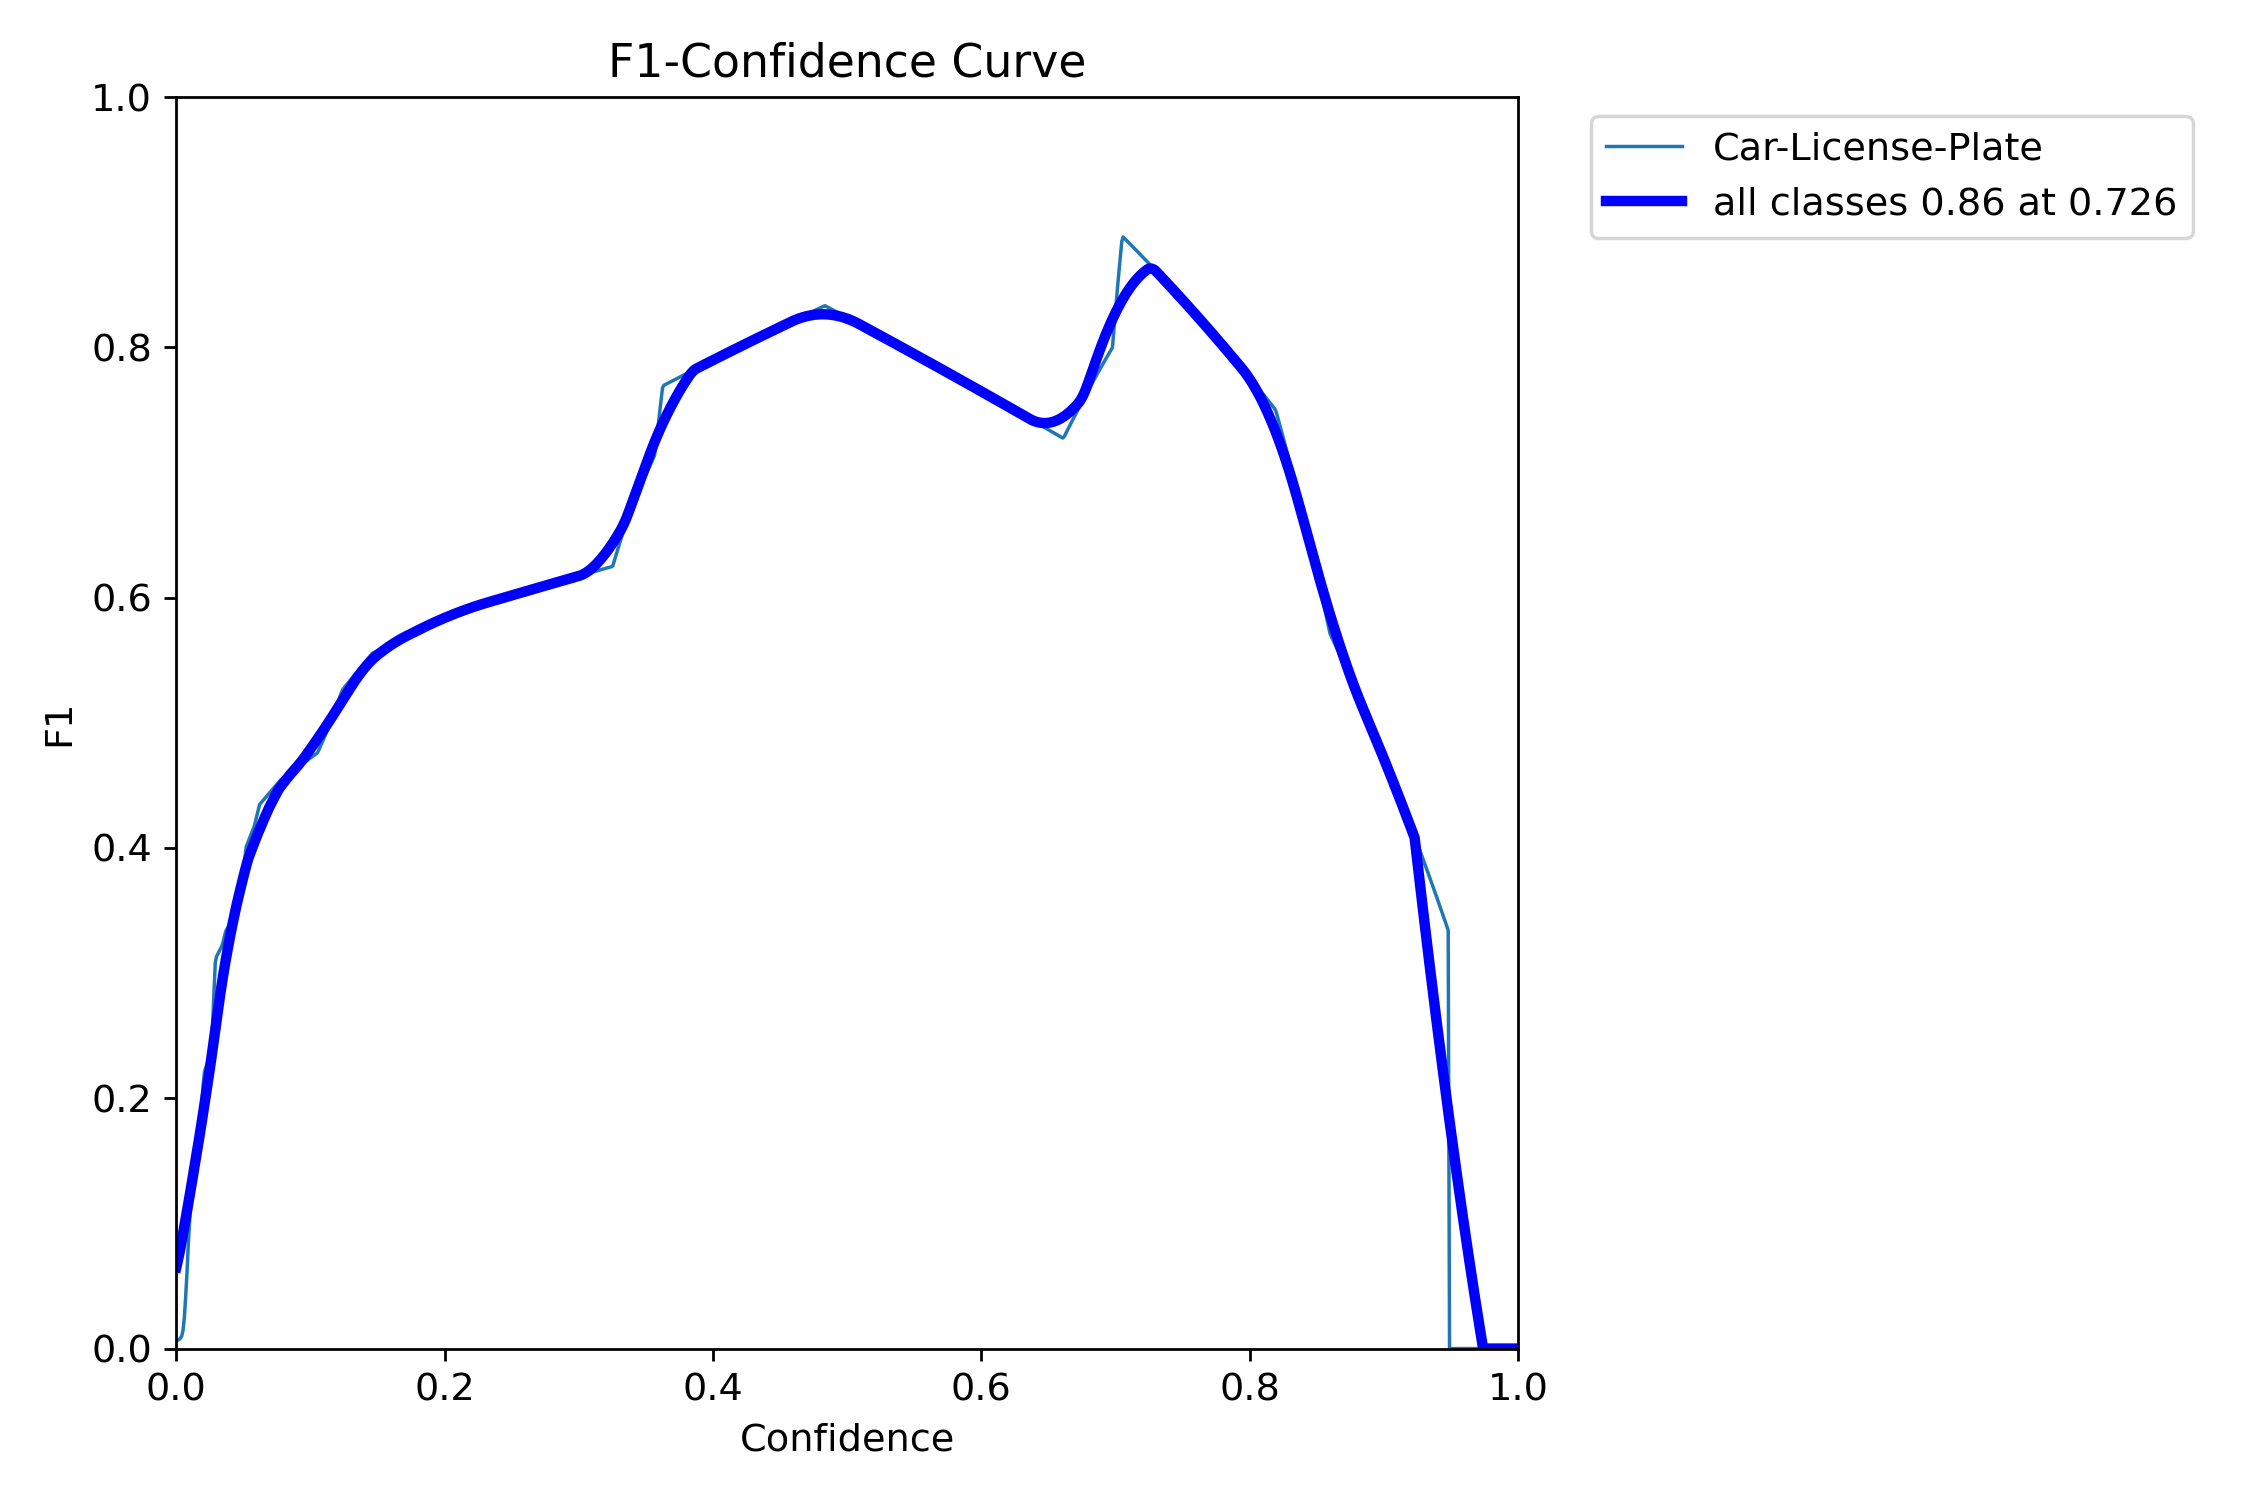 F1-Confidence Curve
1.0
0.8
0.6
0.4
0.2
0.0
F1
0.0 0.2 0.4 0.6 0.8 1.0
Confidence
Car-License-Plate
all classes 0.86 at 0.726